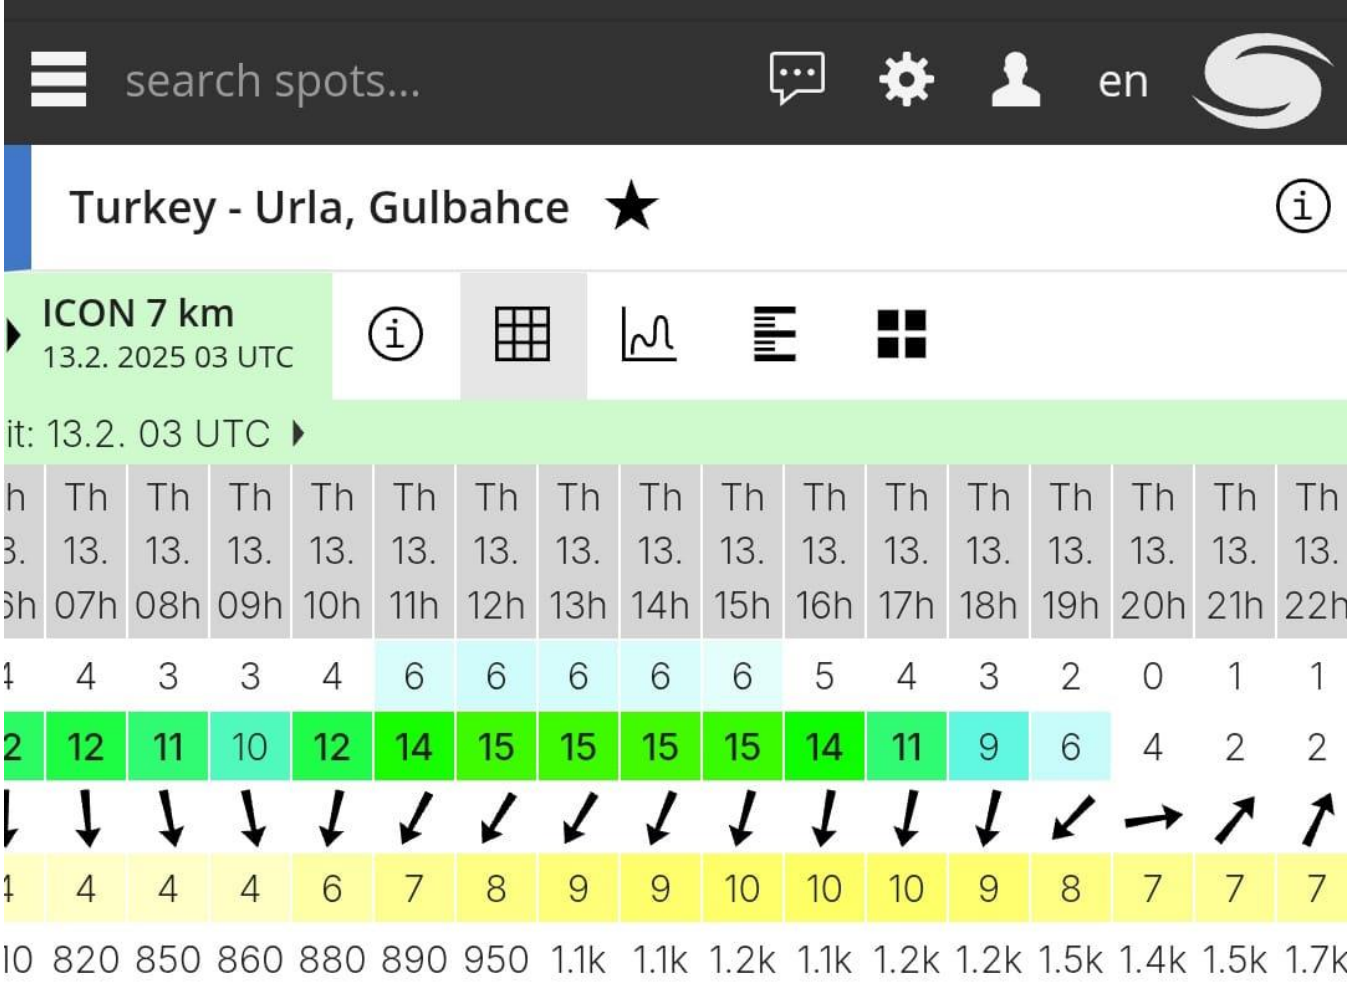 search spots...
en
Turkey - Urla, Gulbahce
ICON 7 km
13.2. 2025 03 UTC
it: 13.2. 03 UTC
h Th Th Th Th Th Th Th Th Th Th Th Th Th Th Th Th
3. 13. 13. 13. 13. 13. 13. 13. 13. 13. 13. 13. 13. 13. 13. 13. 13.
6h 07h 08h 09h 10h 11h 12h 13h 14h 15h 16h 17h 18h 19h 20h 21h 22h
4 4 3 3 4 6 6 6 6 6 5 4 3 2 0 1 1
2 12 11 10 12 14 15 15 15 15 14 11 9 6 4 2 2
4 4 4 4 6 7 8 9 9 10 10 10 9 8 7 7 7
10 820 850 860 880 890 950 1.1k 1.1k 1.2k 1.1k 1.2k 1.2k 1.5k 1.4k 1.5k 1.7k